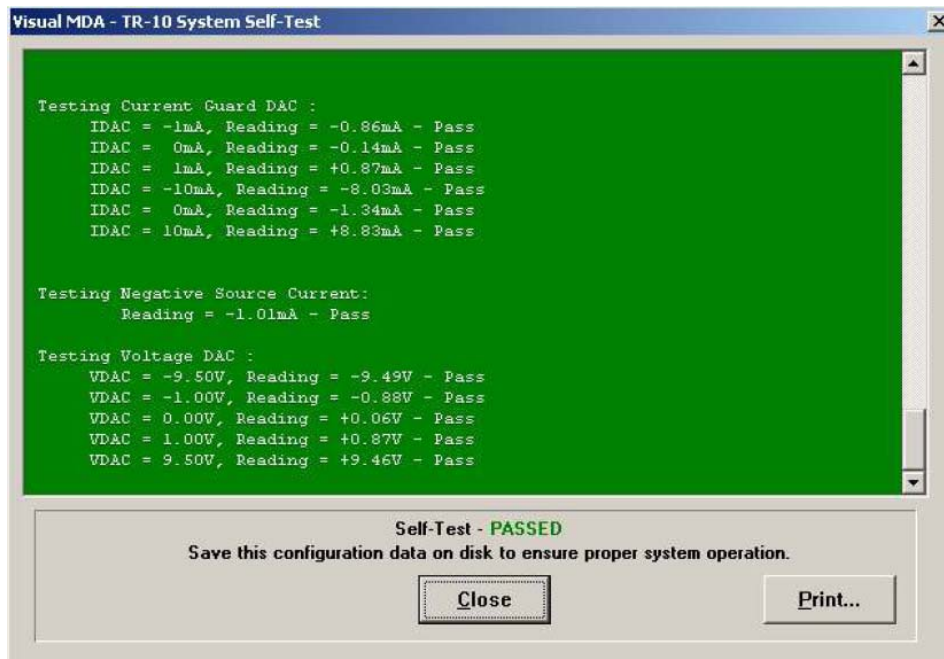 Visual MDA - TR-10 System Self-Test
Testing Current Guard DAC :
IDAC = -1mA, Reading = -0.86mA - Pass
IDAC =  0mA, Reading = -0.14mA - Pass
IDAC =  1mA, Reading = +0.87mA - Pass
IDAC = -10mA, Reading = -8.03mA - Pass
IDAC =  0mA, Reading = -1.34mA - Pass
IDAC = 10mA, Reading = +8.83mA - Pass
Testing Negative Source Current:
Reading = -1.01mA - Pass
Testing Voltage DAC :
VDAC = -9.50V, Reading = -9.49V - Pass
VDAC = -1.00V, Reading = -0.88V - Pass
VDAC = 0.00V, Reading = +0.06V - Pass
VDAC = 1.00V, Reading = +0.87V - Pass
VDAC = 9.50V, Reading = +9.46V - Pass
Self-Test - PASSED
Save this configuration data on disk to ensure proper system operation.
Close
Print...